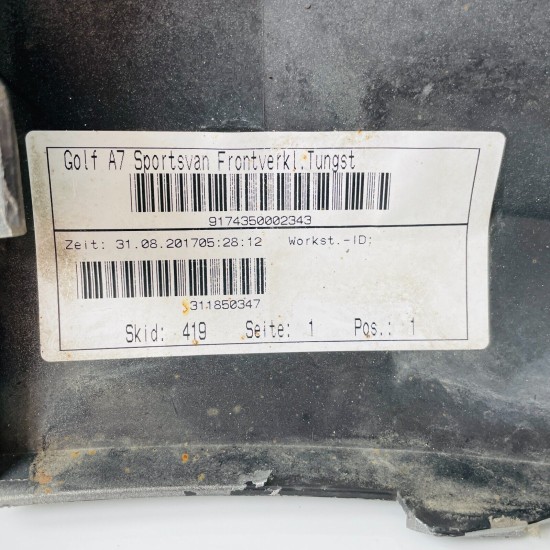 Golf A7 Sportsvan Frontverkl.Tungst
9174350002343
Zeit: 31.08.201705:28:12 Workst.-ID:
311850347
Skid: 419 Seite: 1 Pos.: 1